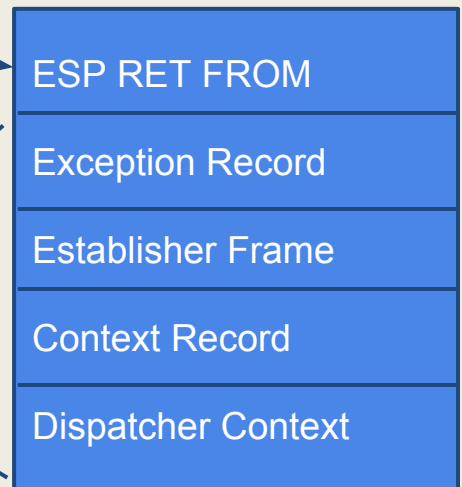 ESP RET FROM
Exception Record
Establisher Frame
Context Record
Dispatcher Context